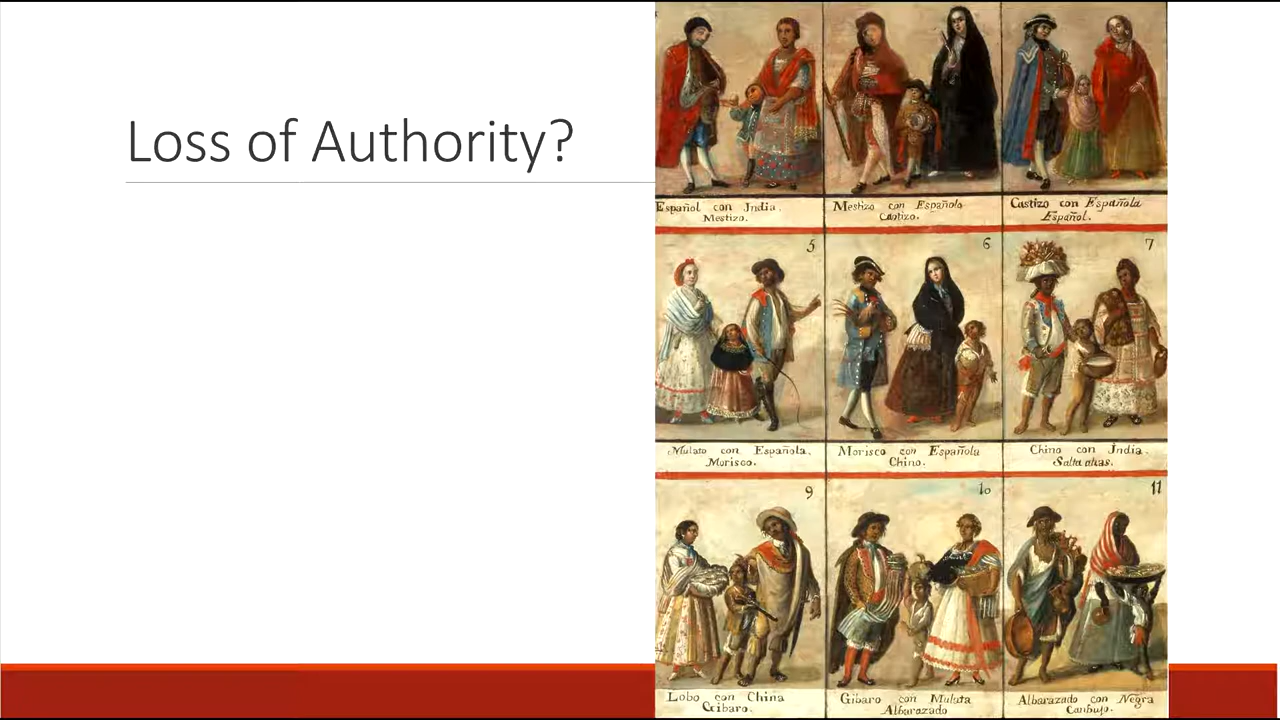 Loss of Authority?
Español con India.
Mestizo.
Mestizo con Española
Castizo.
Castizo con Española
Español.
5
6
7
Mulato con Española.
Morisco.
Morisco con Española
Chino.
Chino con India.
Salta atras.
9
10
11
Lobo con China
Gibaro.
Gibaro con Mulata
Albarazado
Albarazado con Negra
Canbujo.